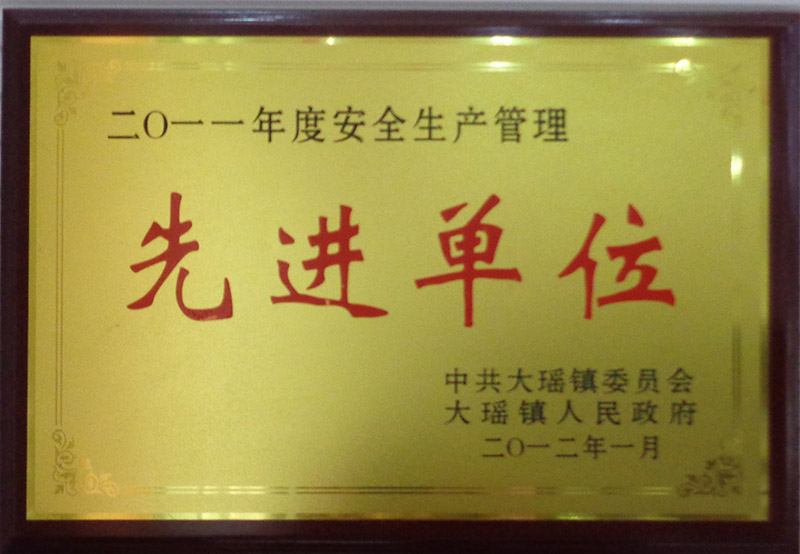 二〇一一年度安全生产管理
先进单位
中共大瑶镇委员会
大瑶镇人民政府
二〇一二年一月